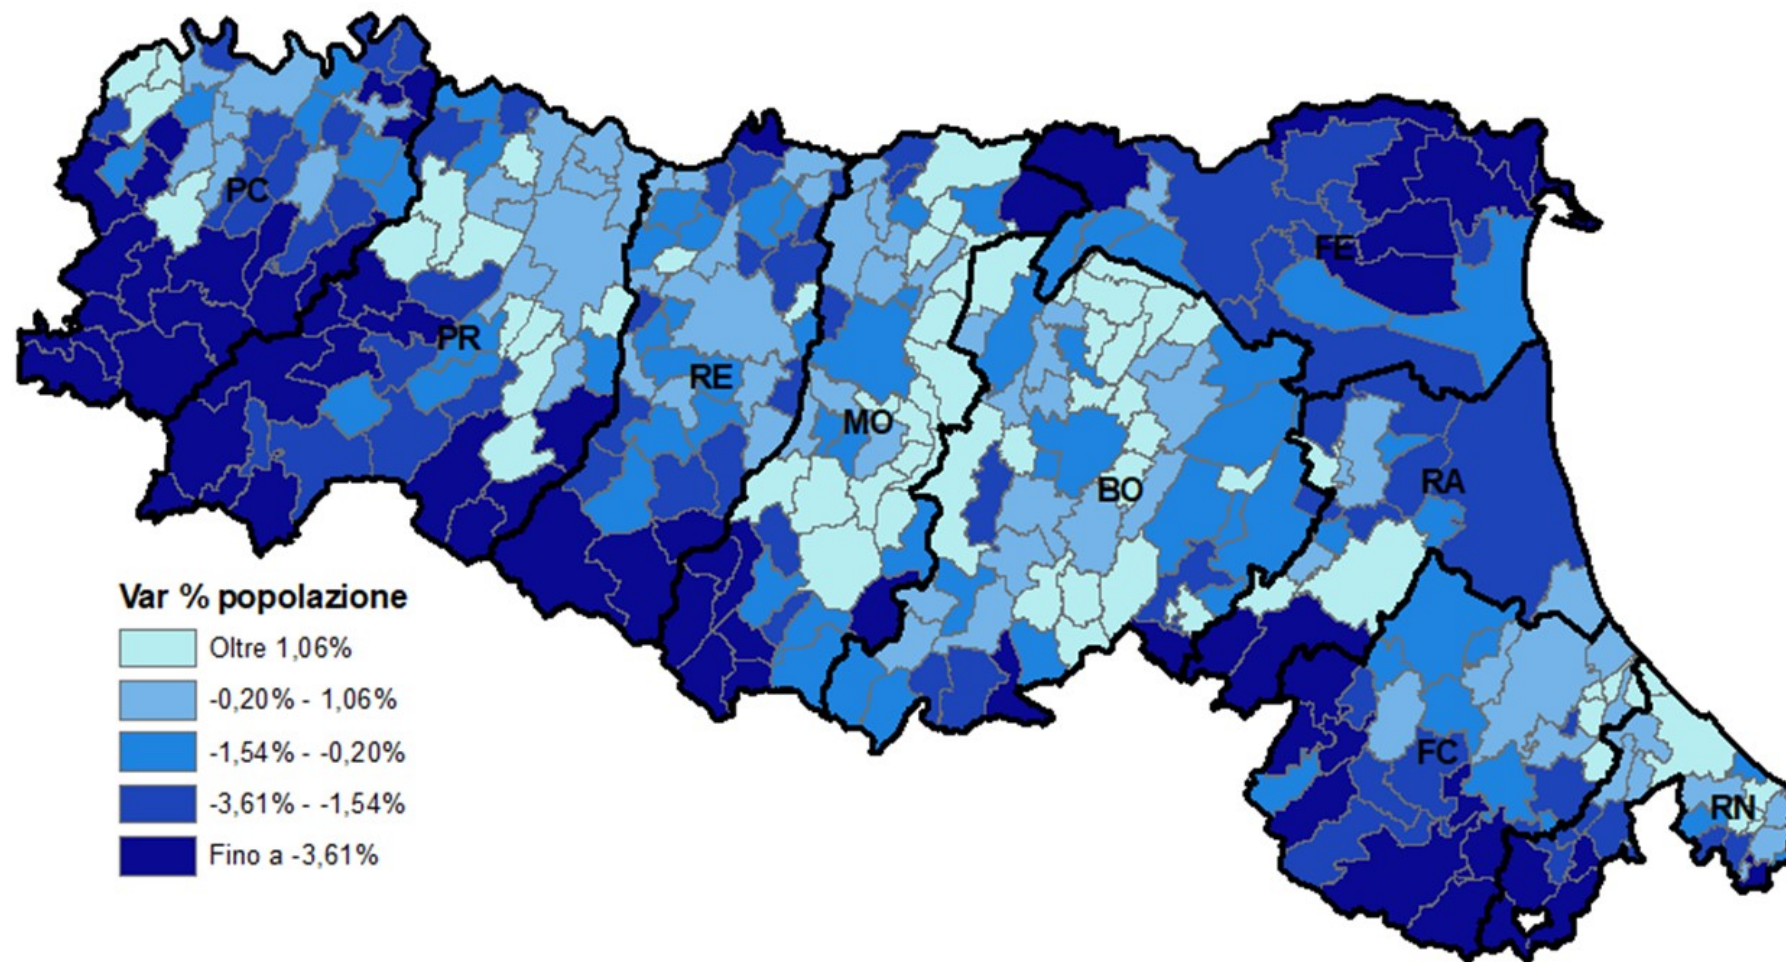 PC
FE
PR
RE
MO
RA
BO
Var % popolazione
Oltre 1,06%
-0,20% - 1,06%
-1,54% - -0,20%
-3,61% - -1,54%
Fino a -3,61%
FC
RN